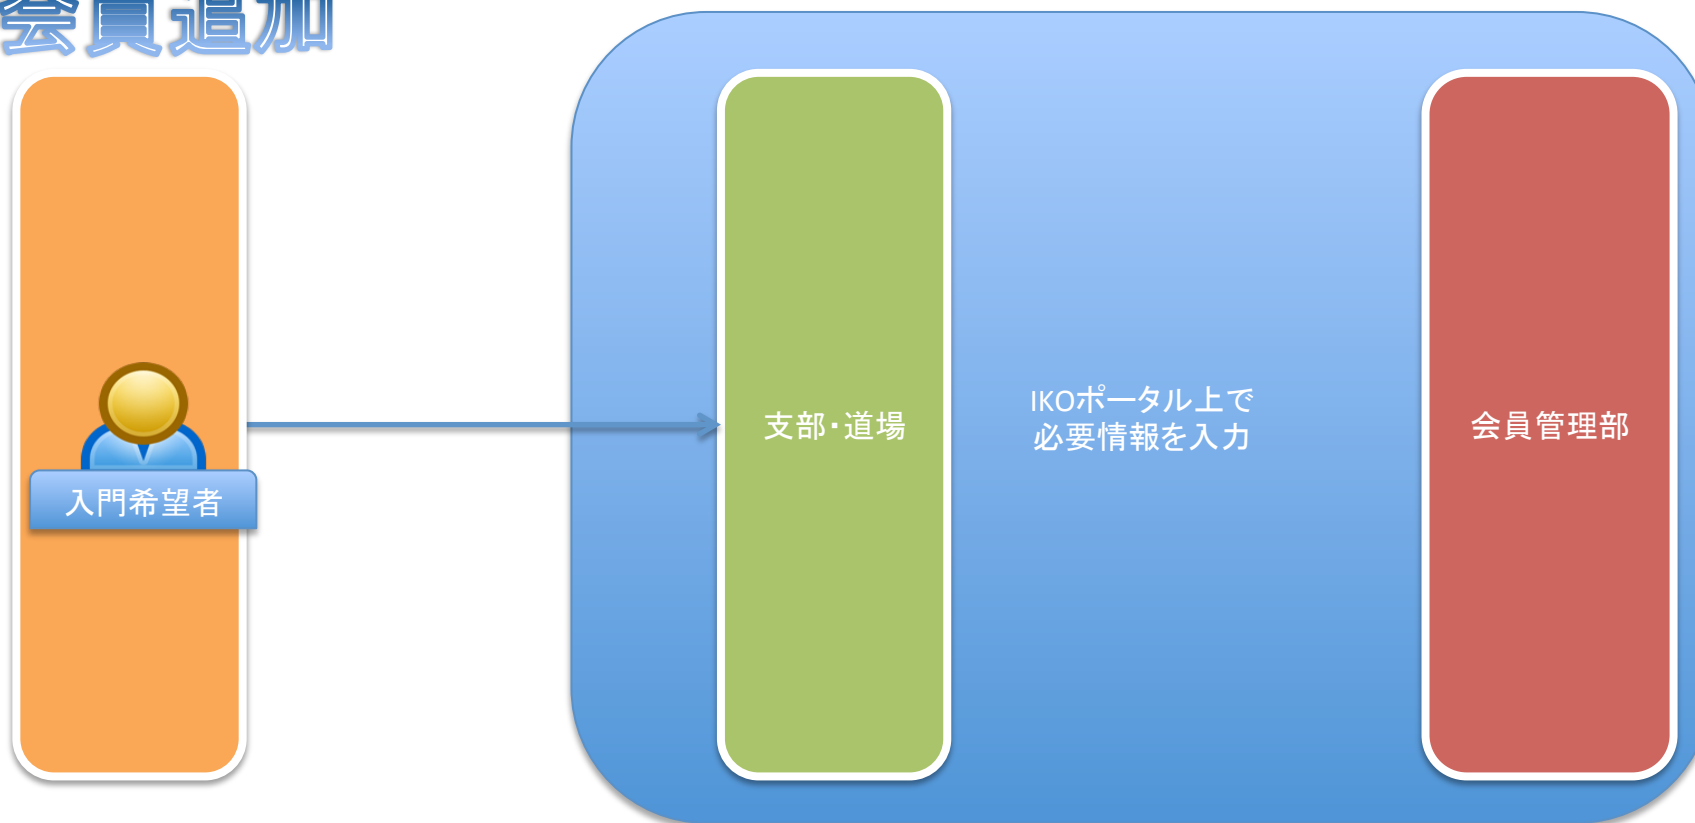 会員追加
入門希望者
支部・道場
IKOポータル上で
必要情報を入力
会員管理部